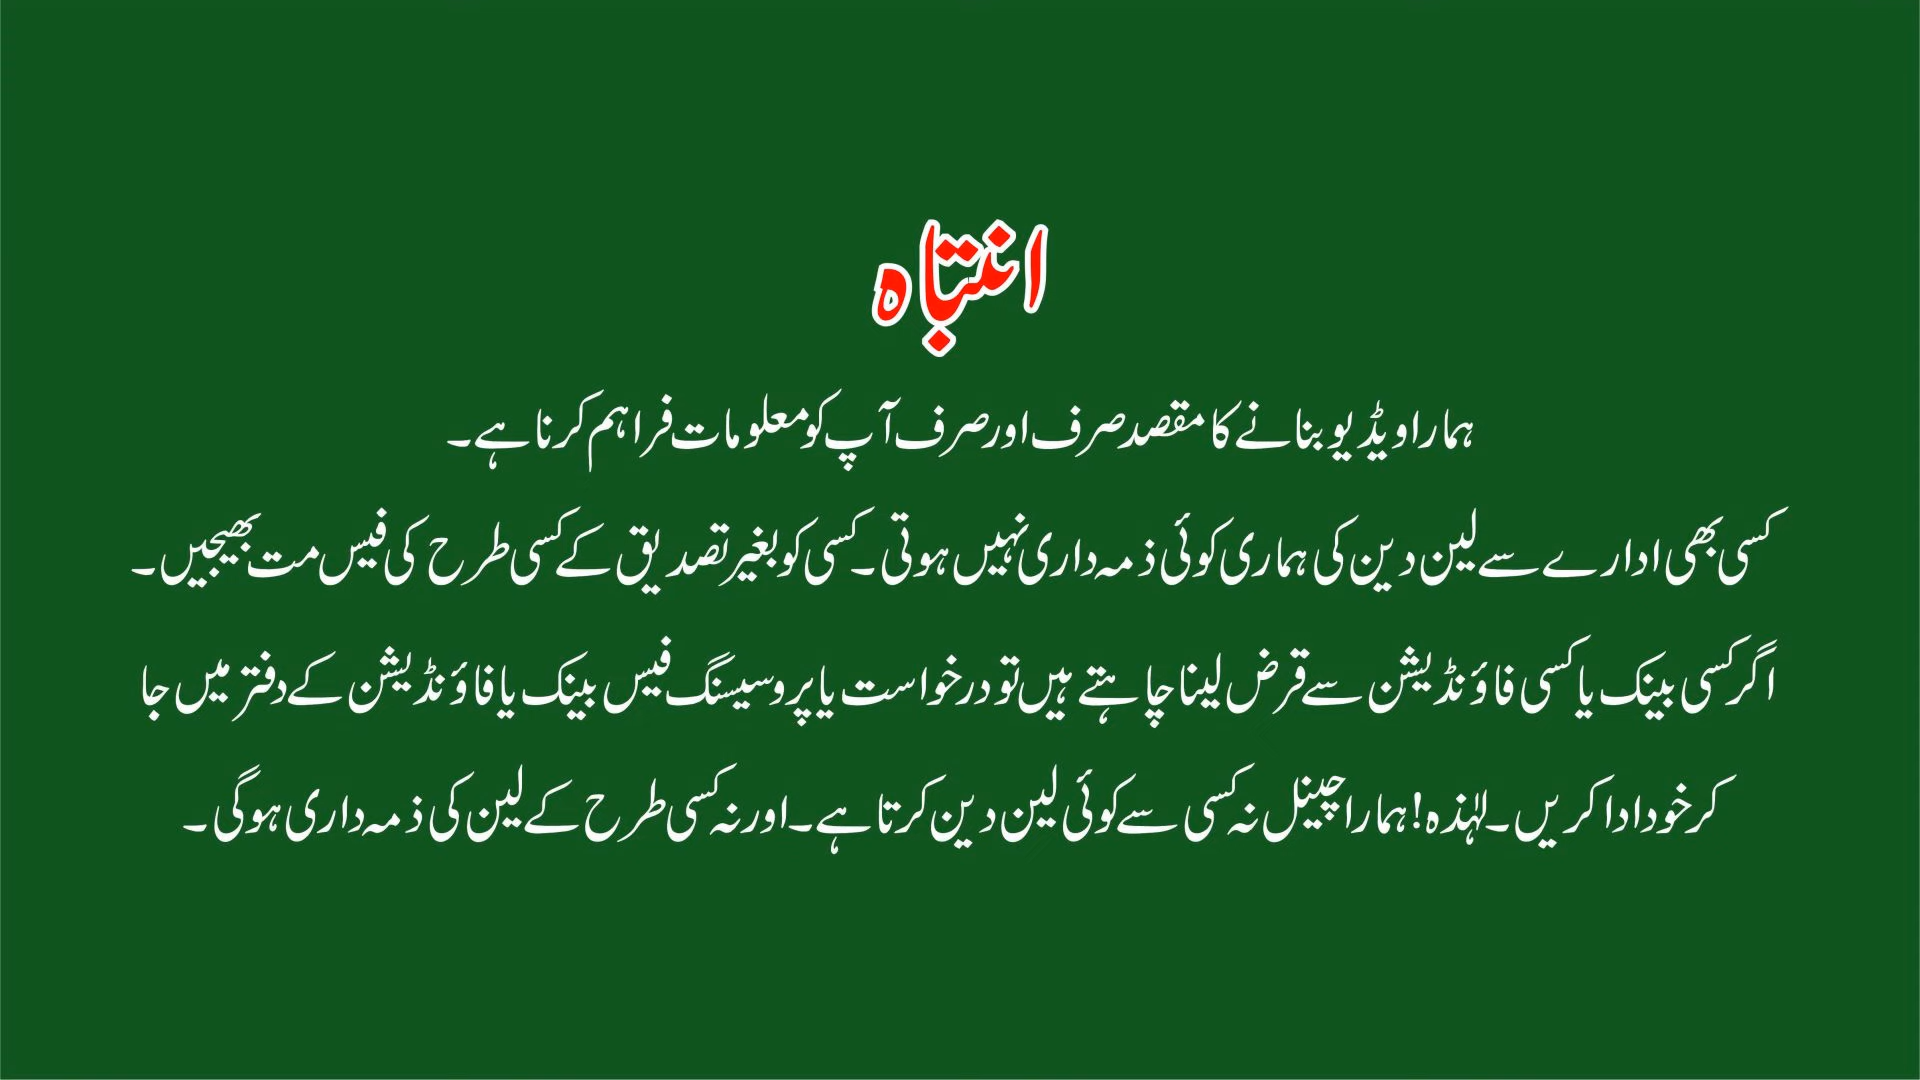 انتباہ
ہمارا ویڈیو بنانے کا مقصد صرف اور صرف آپ کو معلومات فراہم کرنا ہے۔
کسی بھی ادارے سے لین دین کی ہماری کوئی ذمہ داری نہیں ہوتی۔ کسی کو بغیر تصدیق کے کسی طرح کی فیس مت بھیجیں۔
اگر کسی بینک یا کسی فاؤنڈیشن سے قرض لینا چاہتے ہیں تو درخواست یا پروسیسنگ فیس بینک یا فاؤنڈیشن کے دفتر میں جا
کر خود ادا کریں۔ لہٰذہ! ہمارا چینل نہ کسی سے کوئی لین دین کرتا ہے۔ اور نہ کسی طرح کے لین کی ذمہ داری ہوگی۔